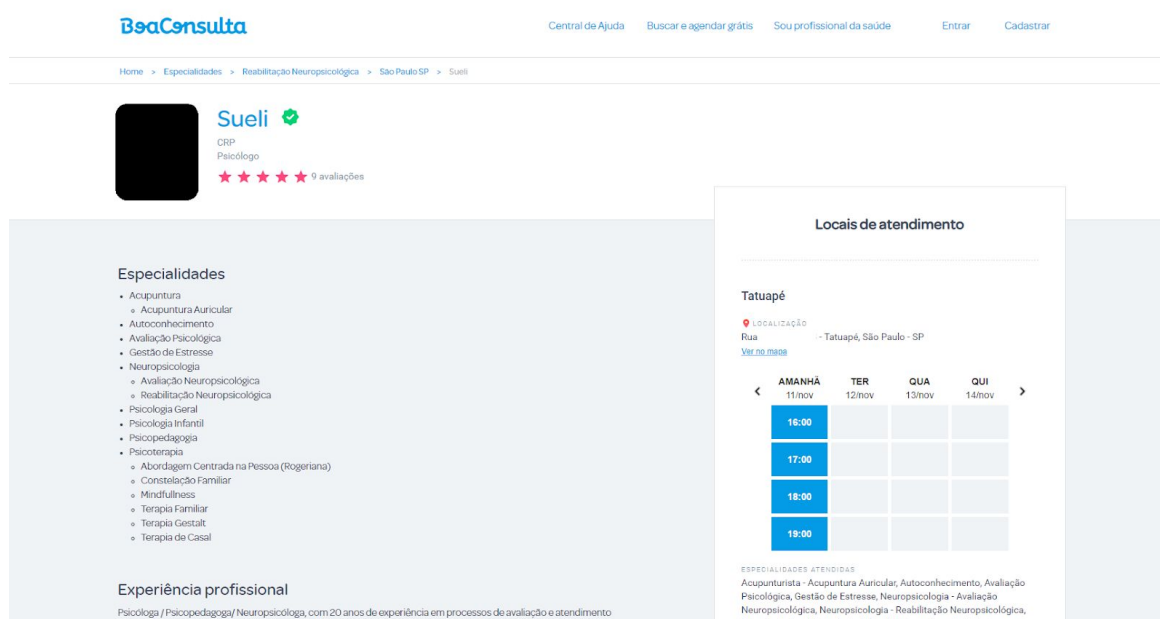 BoaConsulta
Central de Ajuda Buscar e agendar grátis Sou profissional da saúde Entrar Cadastrar
Home > Especialidades > Reabilitação Neuropsicológica > São Paulo SP > Sueli
Sueli
CRP
Psicólogo
9 avaliações
Especialidades
Acupuntura
Acupuntura Auricular
Autoconhecimento
Avaliação Psicológica
Gestão de Estresse
Neuropsicologia
Avaliação Neuropsicológica
Reabilitação Neuropsicológica
Psicologia Geral
Psicologia Infantil
Psicopedagogia
Psicoterapia
Abordagem Centrada na Pessoa (Rogeriana)
Constelação Familiar
Mindfullness
Terapia Familiar
Terapia Gestalt
Terapia de Casal
Experiência profissional
Psicóloga / Psicopedagoga/ Neuropsicóloga, com 20 anos de experiência em processos de avaliação e atendimento
Locais de atendimento
Tatuapé
LOCALIZAÇÃO
Rua - Tatuapé, São Paulo - SP
Ver no mapa
AMANHÃ TER QUA QUI
11/nov 12/nov 13/nov 14/nov
16:00
17:00
18:00
19:00
ESPECIALIDADES ATENDIDAS
Acupunturista - Acupuntura Auricular, Autoconhecimento, Avaliação
Psicológica, Gestão de Estresse, Neuropsicologia - Avaliação
Neuropsicológica, Neuropsicologia - Reabilitação Neuropsicológica,